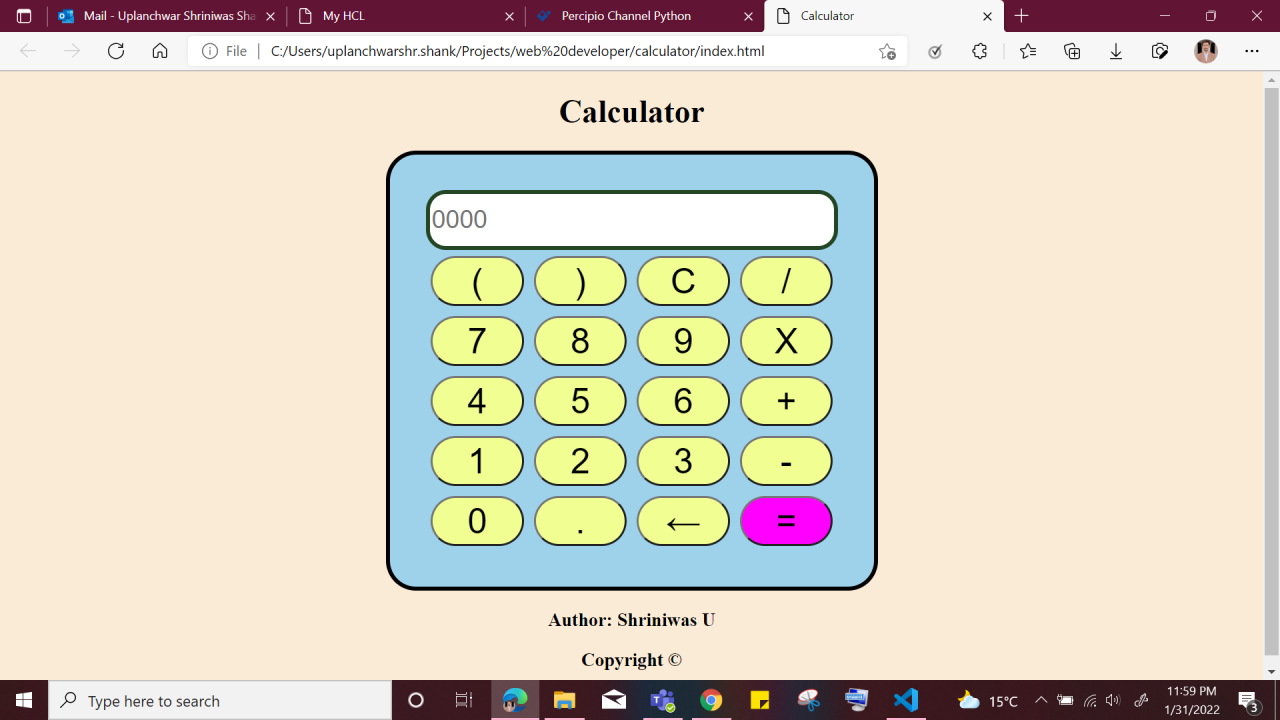 Mail - Uplanchwar Shriniwas Sha
My HCL
Percipio Channel Python
Calculator
File
C:/Users/uplanchwarshr.shank/Projects/web%20developer/calculator/index.html
Calculator
0000
( ) C /
7 8 9 X
4 5 6 +
1 2 3 -
0 . ← =
Author: Shriniwas U
Copyright ©
Type here to search
15°C
11:59 PM
1/31/2022
3